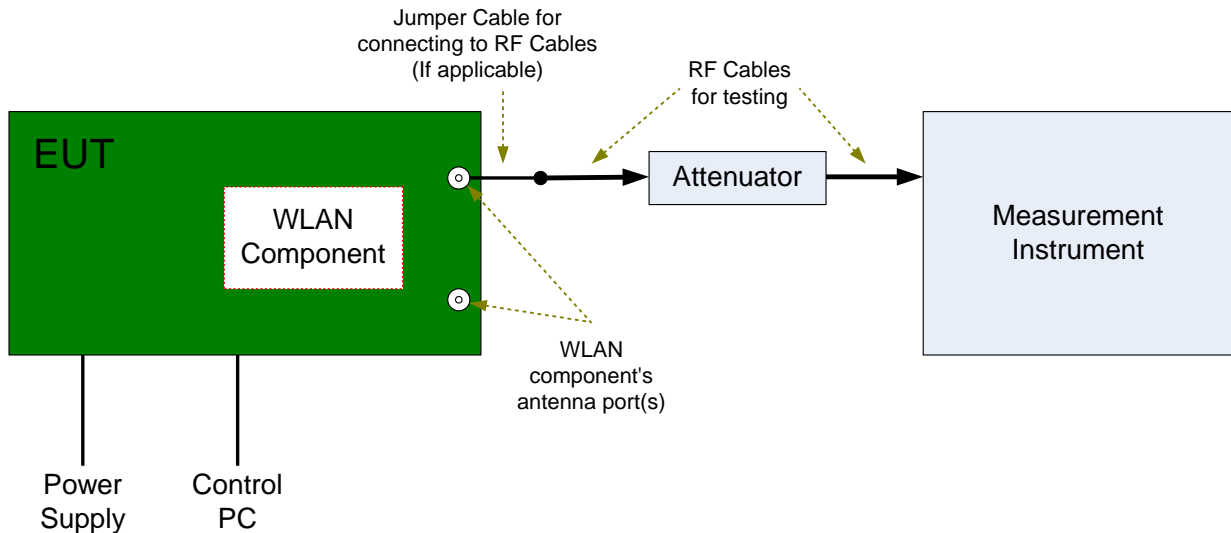 Jumper Cable for
connecting to RF Cables
(If applicable)
RF Cables
for testing
EUT
WLAN
Component
Attenuator
Measurement
Instrument
WLAN
component's
antenna port(s)
Power
Supply
Control
PC